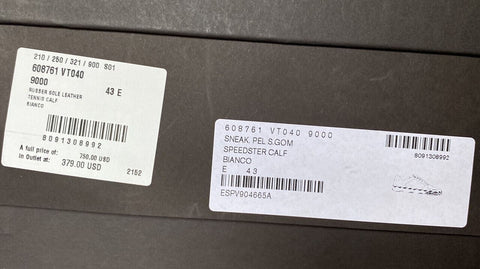 210 / 250 / 321 / 900 S01
608761 VT040
9000 43 E
RUBBER SOLE LEATHER
TENNIS CALF
BIANCO
8091308992
A full price of: 750.00 USD
In Outlet at: 379.00 USD
2152
608761 VT040 9000
SNEAK. PEL S.GOM
SPEEDSTER CALF
BIANCO
E 43
ESPV904665A
8091308992